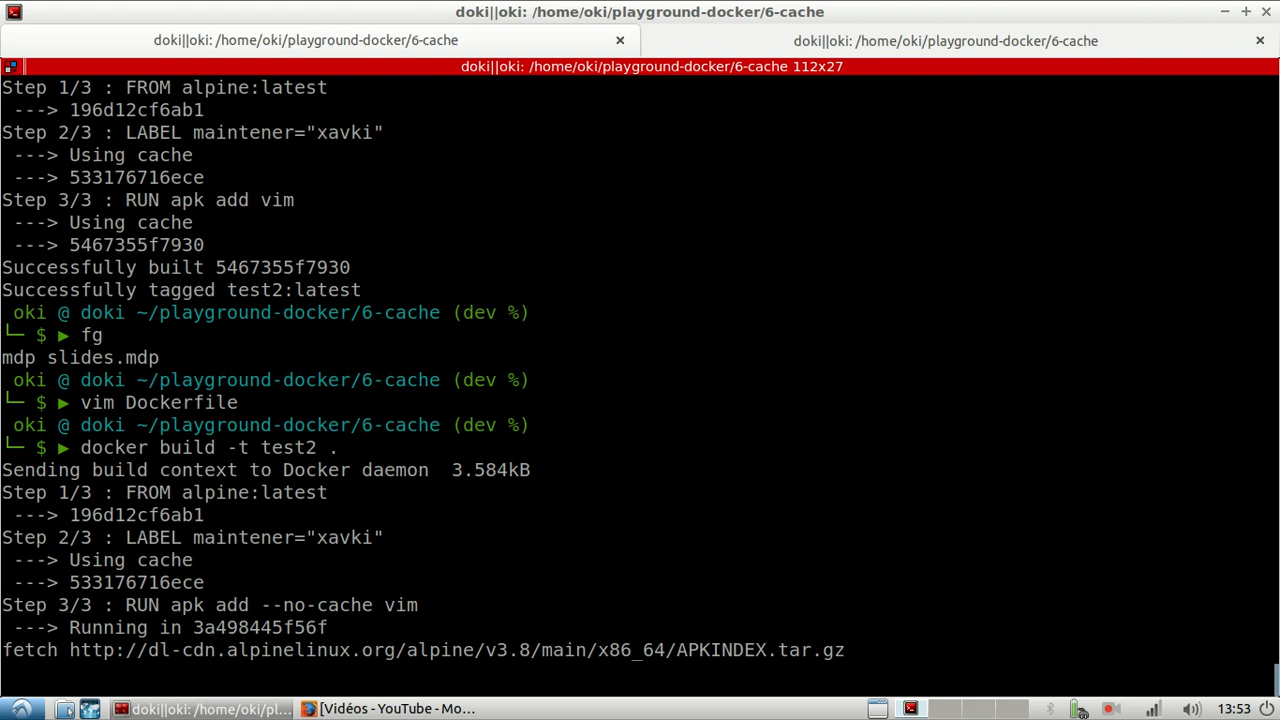 doki||oki: /home/oki/playground-docker/6-cache
doki||oki: /home/oki/playground-docker/6-cache
doki||oki: /home/oki/playground-docker/6-cache
doki||oki: /home/oki/playground-docker/6-cache 112x27
Step 1/3 : FROM alpine:latest
 ---> 196d12cf6ab1
Step 2/3 : LABEL maintener="xavki"
 ---> Using cache
 ---> 533176716ece
Step 3/3 : RUN apk add vim
 ---> Using cache
 ---> 5467355f7930
Successfully built 5467355f7930
Successfully tagged test2:latest
 oki @ doki ~/playground-docker/6-cache (dev %)
└─ $ ▶ fg
mdp slides.mdp
 oki @ doki ~/playground-docker/6-cache (dev %)
└─ $ ▶ vim Dockerfile
 oki @ doki ~/playground-docker/6-cache (dev %)
└─ $ ▶ docker build -t test2 .
Sending build context to Docker daemon  3.584kB
Step 1/3 : FROM alpine:latest
 ---> 196d12cf6ab1
Step 2/3 : LABEL maintener="xavki"
 ---> Using cache
 ---> 533176716ece
Step 3/3 : RUN apk add --no-cache vim
 ---> Running in 3a498445f56f
fetch http://dl-cdn.alpinelinux.org/alpine/v3.8/main/x86_64/APKINDEX.tar.gz
doki||oki: /home/oki/pl... [Vidéos - YouTube - Mo... 13:53